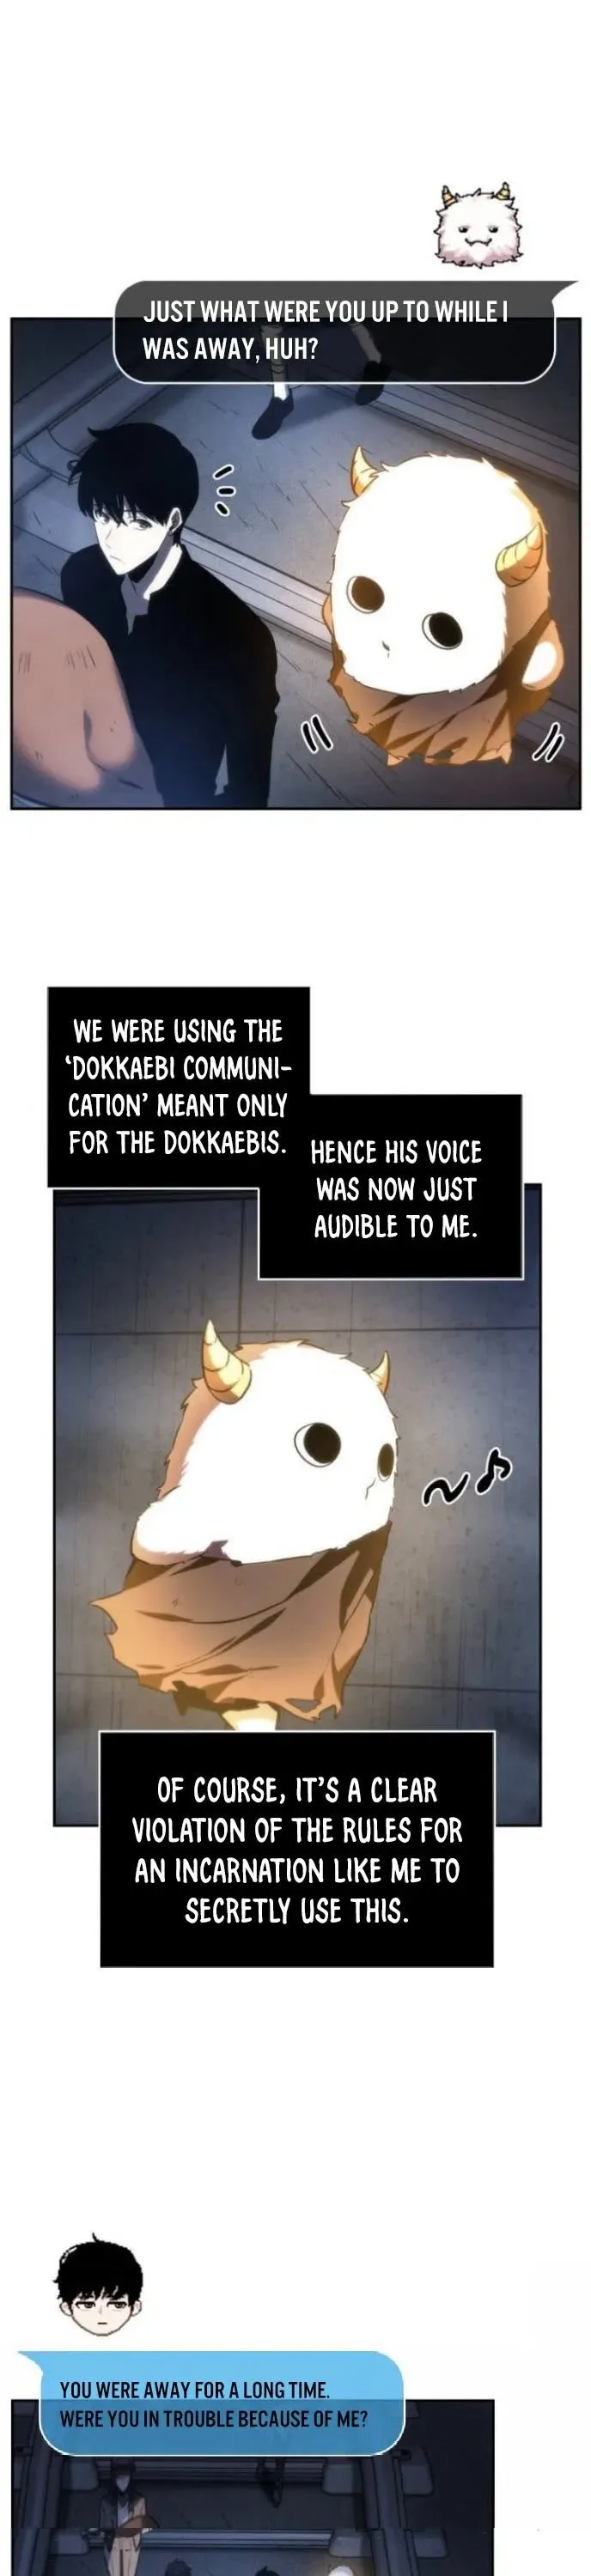 JUST WHAT WERE YOU UP TO WHILE I
WAS AWAY, HUH?
WE WERE USING THE
‘DOKKAEBI COMMUNI-
CATION’ MEANT ONLY
FOR THE DOKKAEBIS.
HENCE HIS VOICE
WAS NOW JUST
AUDIBLE TO ME.
OF COURSE, IT'S A CLEAR
VIOLATION OF THE RULES FOR
AN INCARNATION LIKE ME TO
SECRETLY USE THIS.
YOU WERE AWAY FOR A LONG TIME.
WERE YOU IN TROUBLE BECAUSE OF ME?